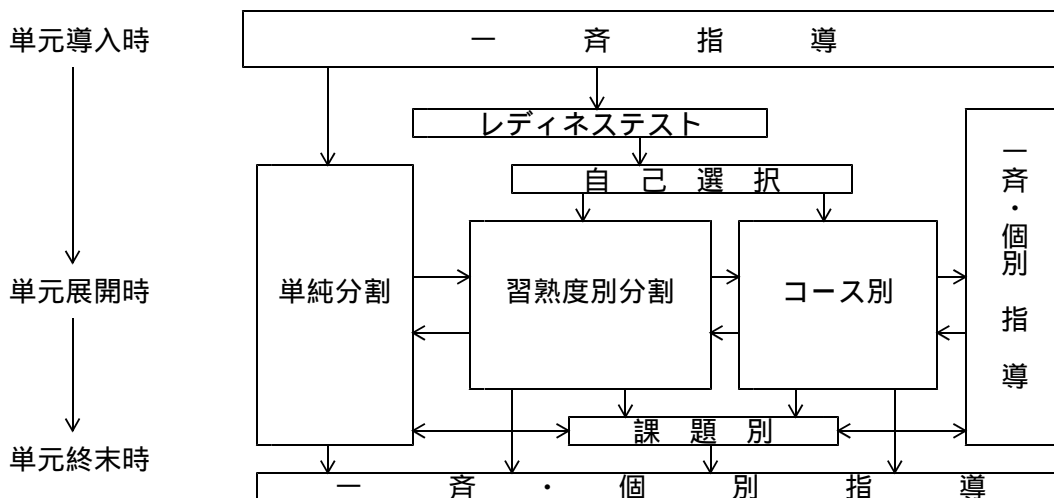 単元導入時
一斉指導
レディネステスト
自己選択
単元展開時
単純分割
習熟度別分割
コース別
一斉・個別指導
課題別
単元終末時
一斉・個別指導